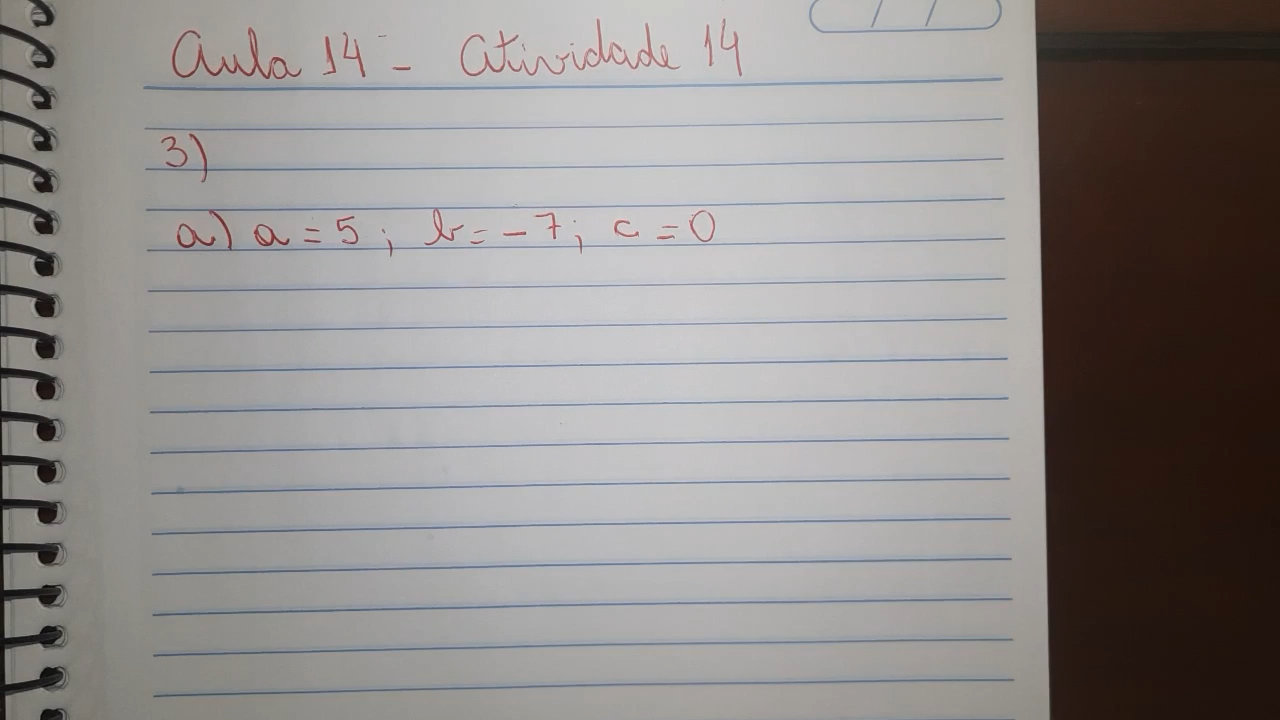 Aula 14 - Atividade 14
3)
a) a = 5 ; b = - 7 ; c = 0